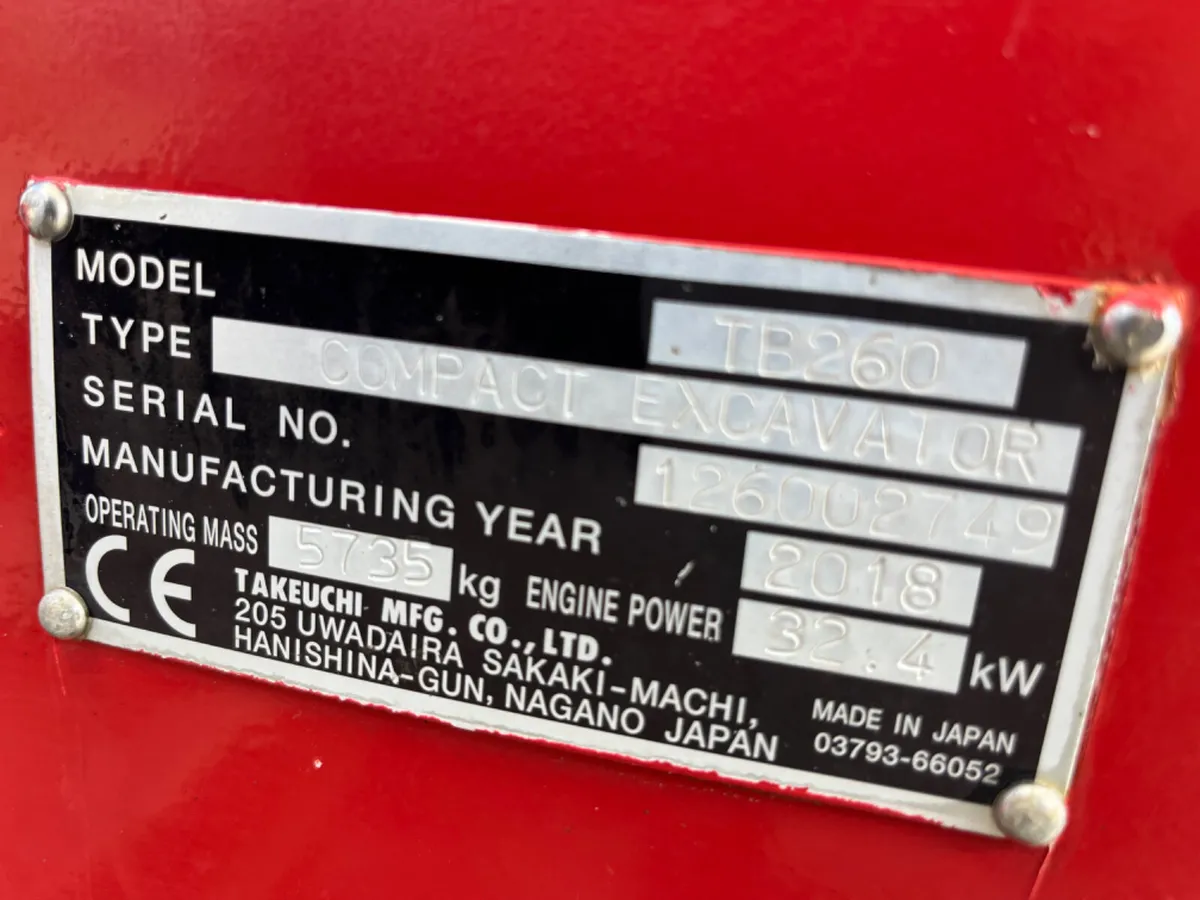 MODEL TB260
TYPE COMPACT EXCAVATOR
SERIAL NO. 126002749
MANUFACTURING YEAR 2018
OPERATING MASS 5735 kg ENGINE POWER 32.4 kW
CE TAKEUCHI MFG. CO., LTD.
205 UWADAIRA SAKAKI-MACHI,
HANISHINA-GUN, NAGANO JAPAN
MADE IN JAPAN
03793-66052